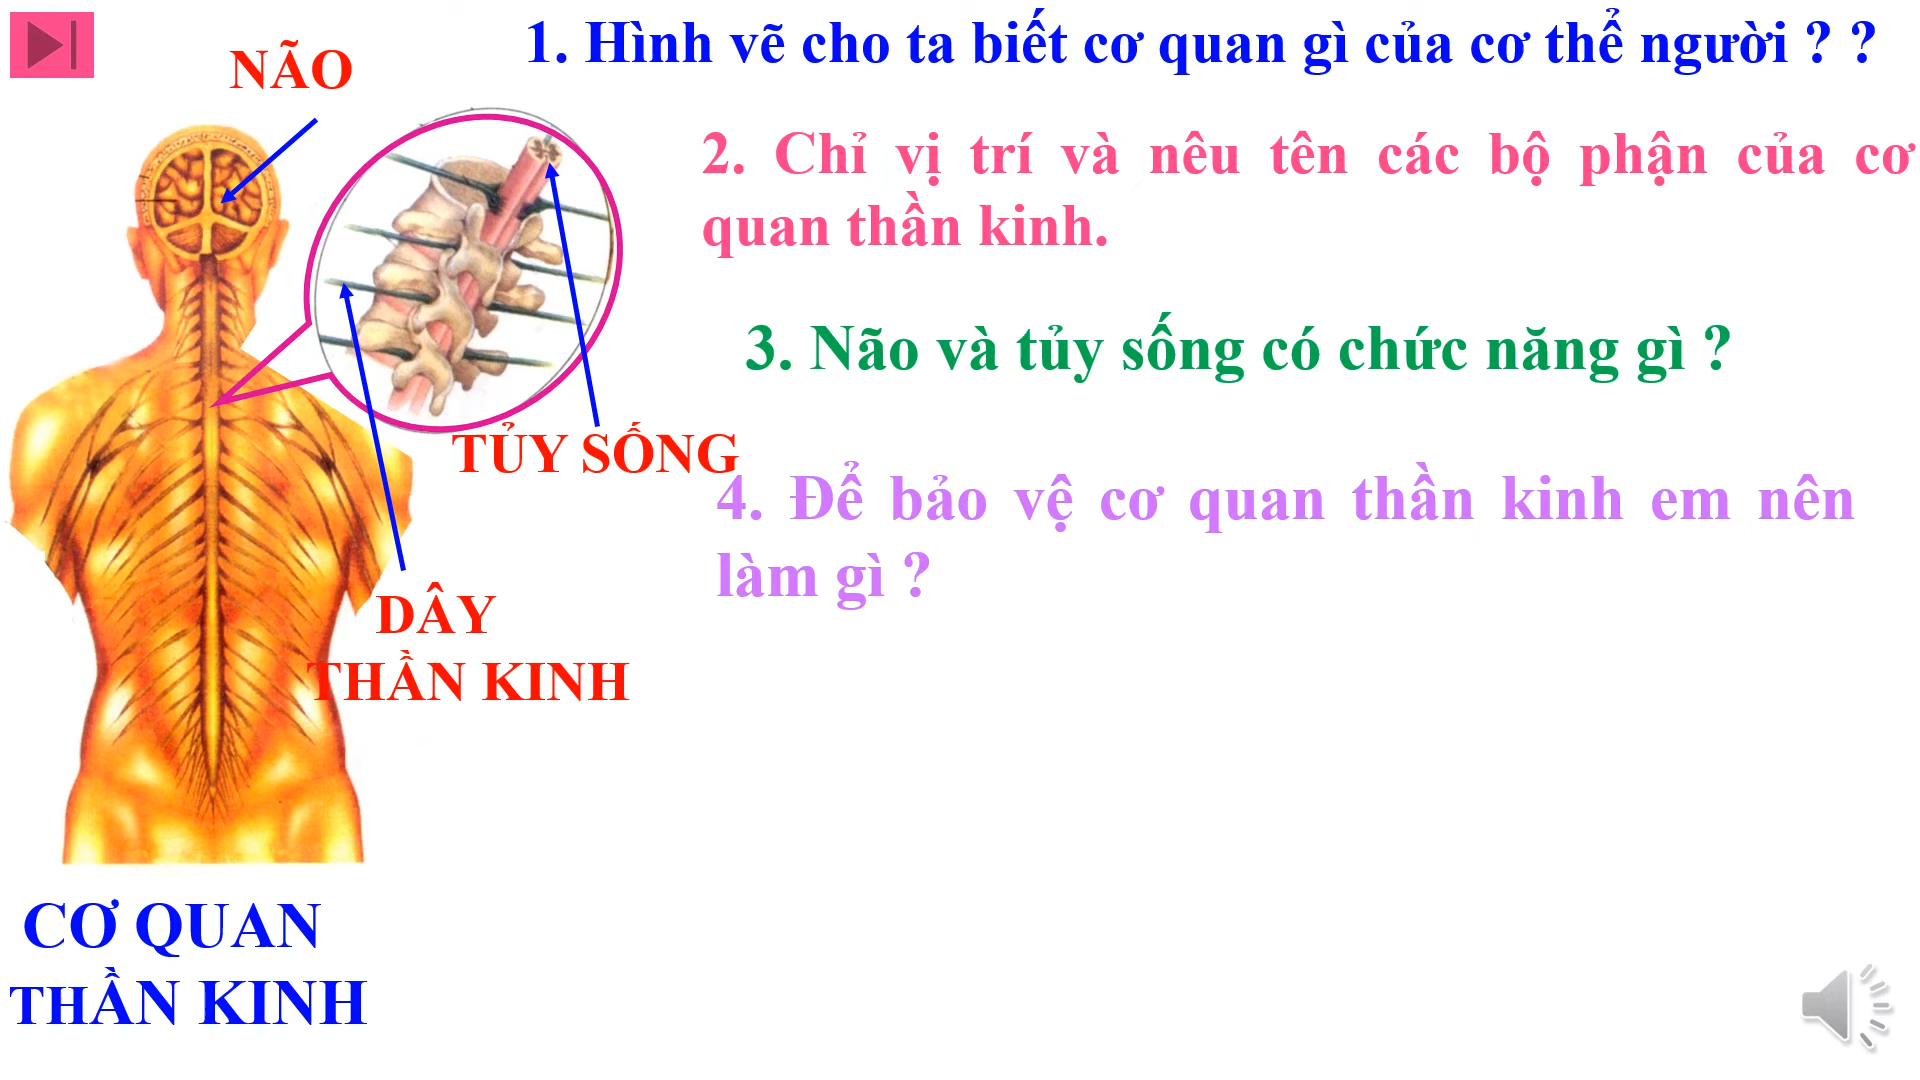 1. Hình vẽ cho ta biết cơ quan gì của cơ thể người ? ?
NÃO
2. Chỉ vị trí và nêu tên các bộ phận của cơ
quan thần kinh.
3. Não và tủy sống có chức năng gì ?
TỦY SỐNG
4. Để bảo vệ cơ quan thần kinh em nên
làm gì ?
DÂY
THẦN KINH
CƠ QUAN
THẦN KINH